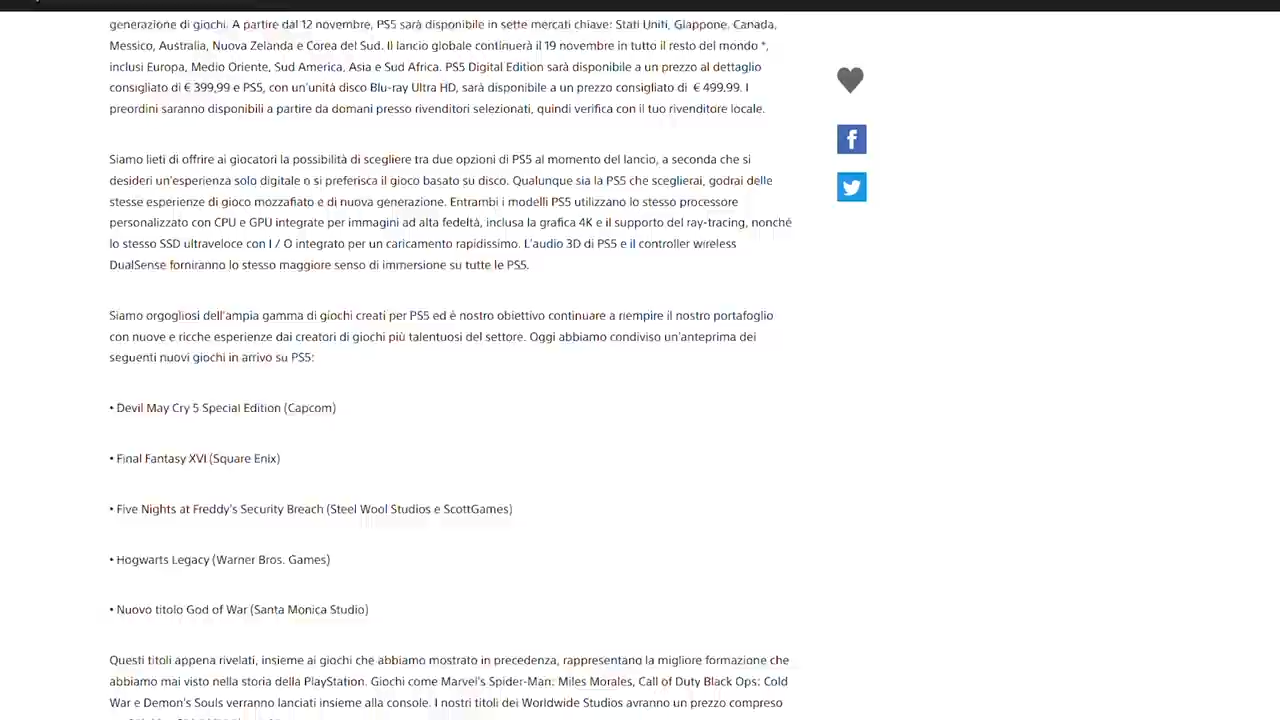 generazione di giochi. A partire dal 12 novembre, PS5 sarà disponibile in sette mercati chiave: Stati Uniti, Giappone, Canada,
Messico, Australia, Nuova Zelanda e Corea del Sud. Il lancio globale continuerà il 19 novembre in tutto il resto del mondo *,
inclusi Europa, Medio Oriente, Sud America, Asia e Sud Africa. PS5 Digital Edition sarà disponibile a un prezzo al dettaglio
consigliato di € 399,99 e PS5, con un'unità disco Blu-ray Ultra HD, sarà disponibile a un prezzo consigliato di € 499,99. I
preordini saranno disponibili a partire da domani presso rivenditori selezionati, quindi verifica con il tuo rivenditore locale.
Siamo lieti di offrire ai giocatori la possibilità di scegliere tra due opzioni di PS5 al momento del lancio, a seconda che si
desideri un'esperienza solo digitale o si preferisca il gioco basato su disco. Qualunque sia la PS5 che sceglierai, godrai delle
stesse esperienze di gioco mozzafiato e di nuova generazione. Entrambi i modelli PS5 utilizzano lo stesso processore
personalizzato con CPU e GPU integrate per immagini ad alta fedeltà, inclusa la grafica 4K e il supporto del ray-tracing, nonché
lo stesso SSD ultraveloce con I / O integrato per un caricamento rapidissimo. L'audio 3D di PS5 e il controller wireless
DualSense forniranno lo stesso maggiore senso di immersione su tutte le PS5.
Siamo orgogliosi dell'ampia gamma di giochi creati per PS5 ed è nostro obiettivo continuare a riempire il nostro portafoglio
con nuove e ricche esperienze dai creatori di giochi più talentuosi del settore. Oggi abbiamo condiviso un'anteprima dei
seguenti nuovi giochi in arrivo su PS5:
• Devil May Cry 5 Special Edition (Capcom)
• Final Fantasy XVI (Square Enix)
• Five Nights at Freddy's Security Breach (Steel Wool Studios e ScottGames)
• Hogwarts Legacy (Warner Bros. Games)
• Nuovo titolo God of War (Santa Monica Studio)
Questi titoli appena rivelati, insieme ai giochi che abbiamo mostrato in precedenza, rappresentano la migliore formazione che
abbiamo mai visto nella storia della PlayStation. Giochi come Marvel's Spider-Man: Miles Morales, Call of Duty Black Ops: Cold
War e Demon's Souls verranno lanciati insieme alla console. I nostri titoli dei Worldwide Studios avranno un prezzo compreso